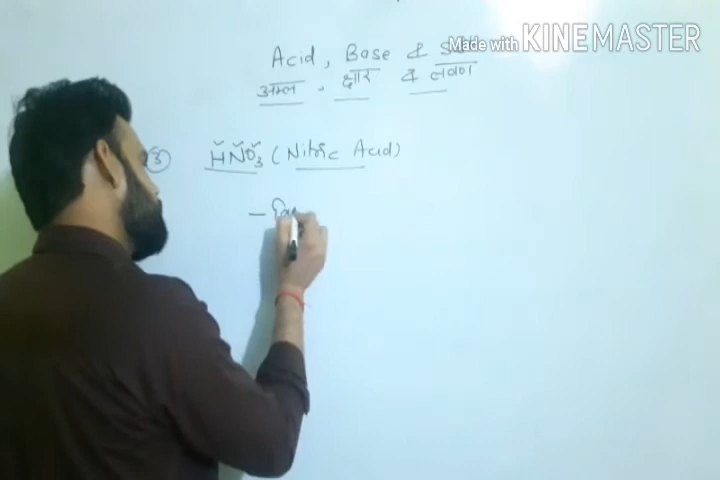 Made with KINEMASTER
Acid, Base &
अम्ल, क्षार व लवण
3 HNO₃ (Nitric Acid)